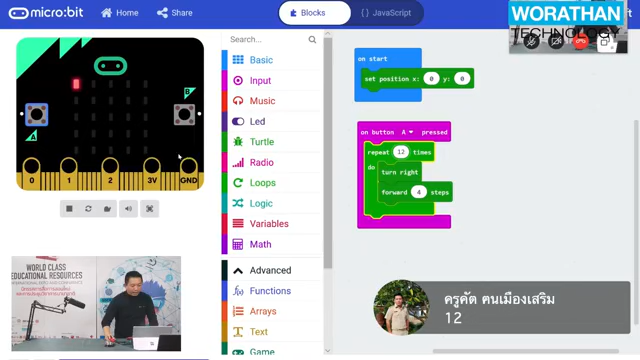 micro:bit
Home
Share
Blocks
JavaScript
WORATHAN
TECHNOLOGY
Search...
Basic
Input
Music
Led
Turtle
Radio
Loops
Logic
Variables
Math
Advanced
Functions
Arrays
Text
Game
A
B
0
1
2
3V
GND
on start
set position x: 0 y: 0
on button A pressed
repeat 12 times
do
turn right
forward 4 steps
WORLD CLASS
EDUCATIONAL RESOURCES
ครูคัต คนเมืองเสริม
12